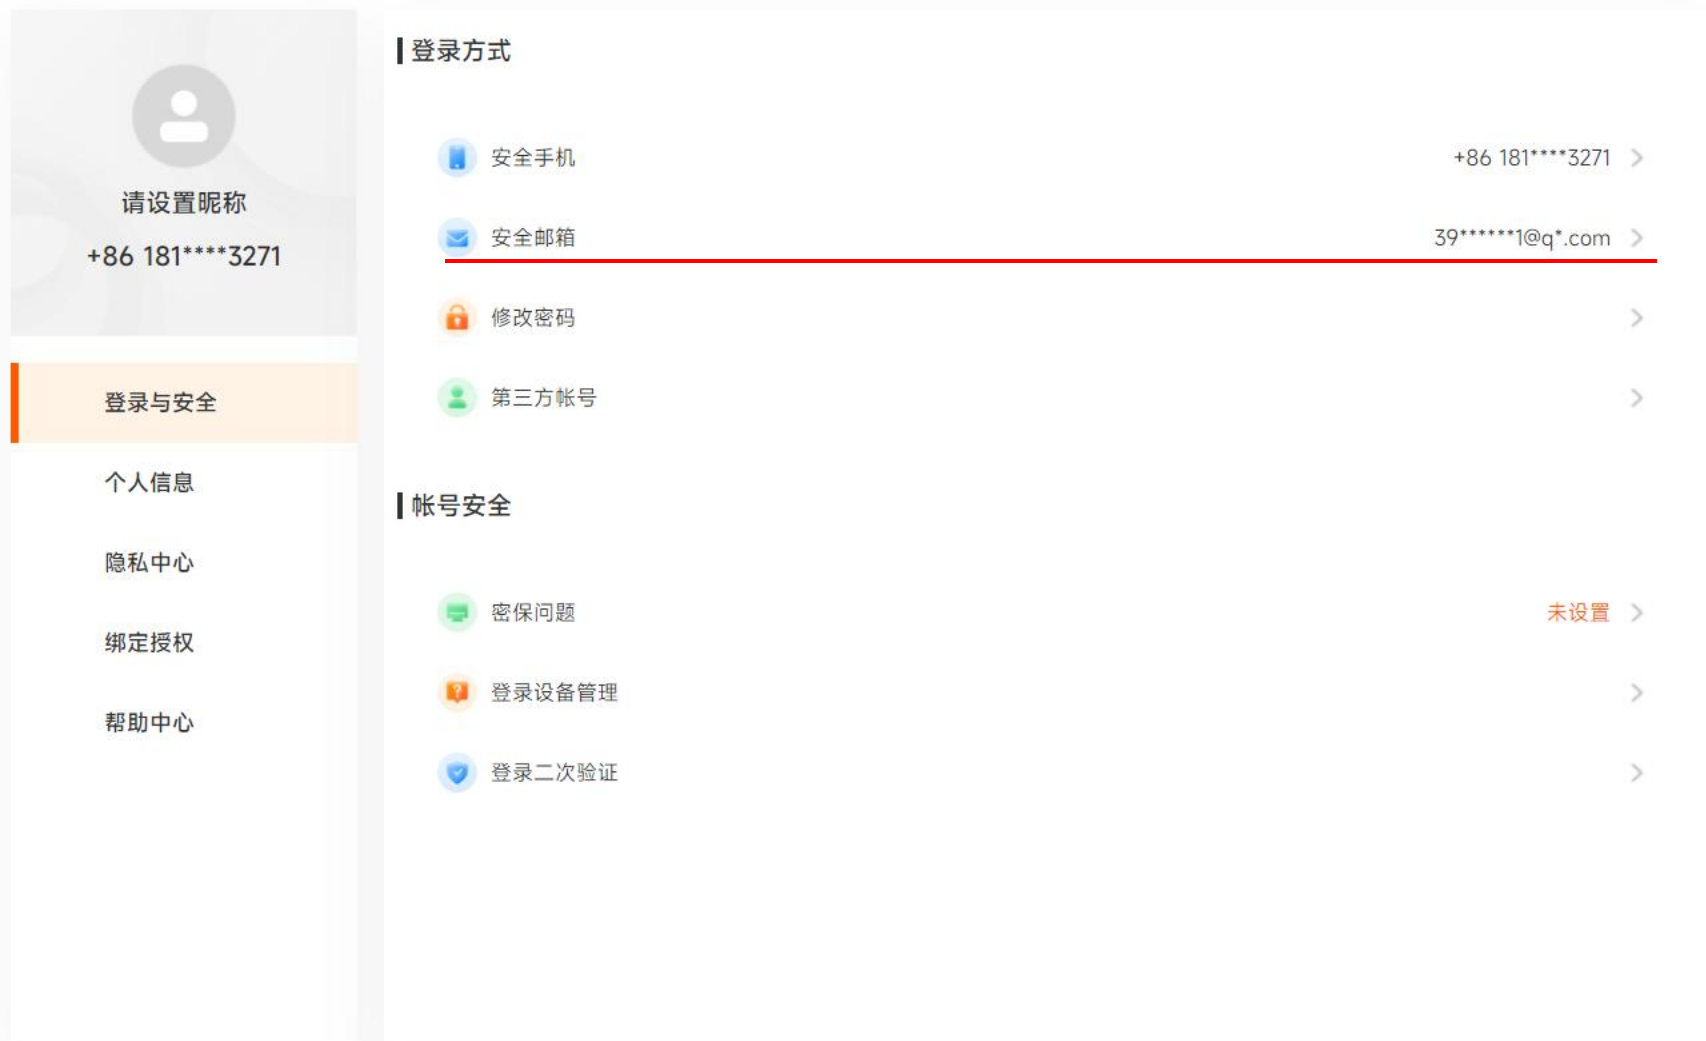 请设置昵称
+86 181****3271
登录与安全
个人信息
隐私中心
绑定授权
帮助中心
登录方式
安全手机 +86 181****3271
安全邮箱 39******1@q*.com
修改密码
第三方帐号
帐号安全
密保问题 未设置
登录设备管理
登录二次验证